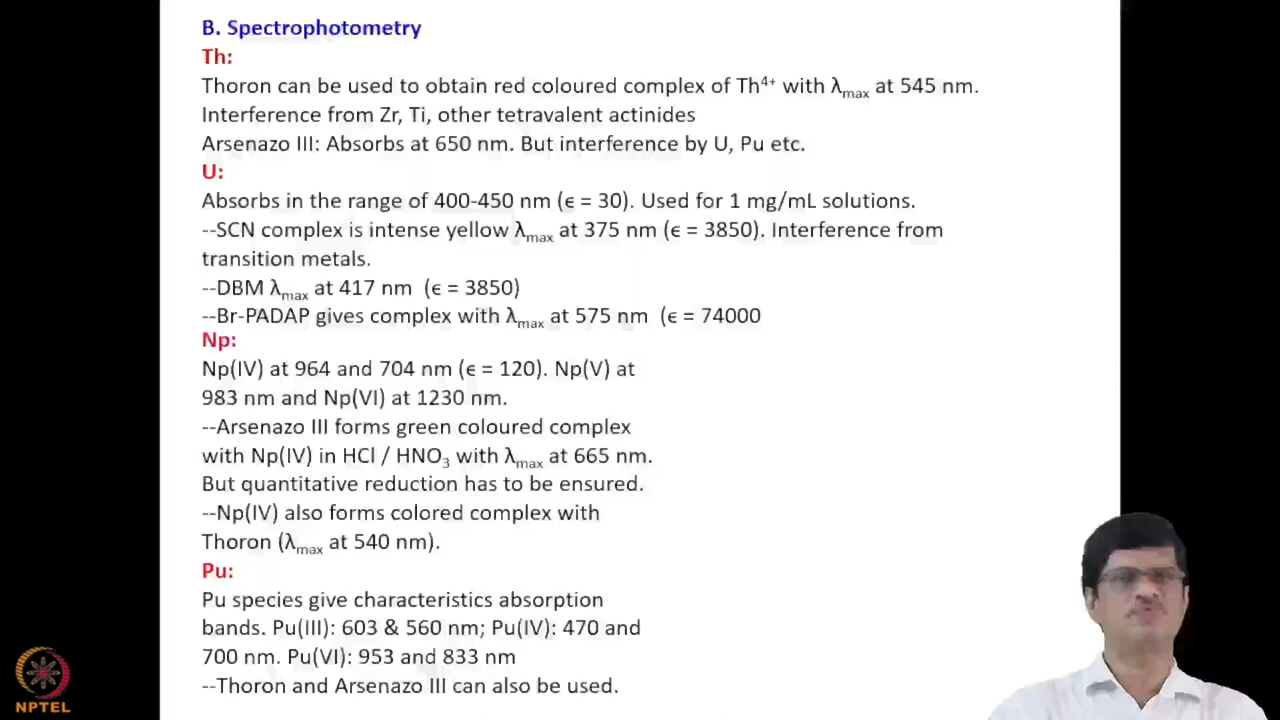 B. Spectrophotometry
Th:
Thoron can be used to obtain red coloured complex of Th⁴⁺ with λmax at 545 nm.
Interference from Zr, Ti, other tetravalent actinides
Arsenazo III: Absorbs at 650 nm. But interference by U, Pu etc.
U:
Absorbs in the range of 400-450 nm (ϵ = 30). Used for 1 mg/mL solutions.
--SCN complex is intense yellow λmax at 375 nm (ϵ = 3850). Interference from
transition metals.
--DBM λmax at 417 nm (ϵ = 3850)
--Br-PADAP gives complex with λmax at 575 nm (ϵ = 74000
Np:
Np(IV) at 964 and 704 nm (ϵ = 120). Np(V) at
983 nm and Np(VI) at 1230 nm.
--Arsenazo III forms green coloured complex
with Np(IV) in HCl / HNO₃ with λmax at 665 nm.
But quantitative reduction has to be ensured.
--Np(IV) also forms colored complex with
Thoron (λmax at 540 nm).
Pu:
Pu species give characteristics absorption
bands. Pu(III): 603 & 560 nm; Pu(IV): 470 and
700 nm. Pu(VI): 953 and 833 nm
--Thoron and Arsenazo III can also be used.
NPTEL